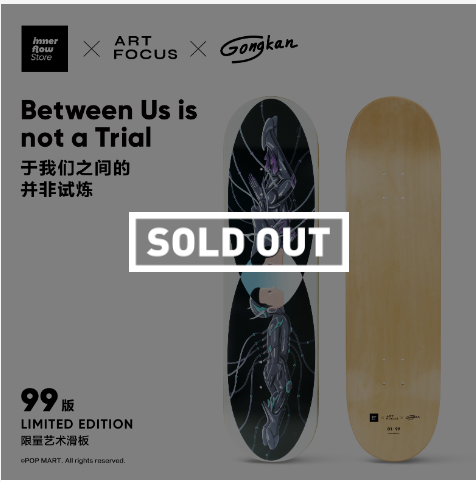 inner
flow
Store
ART
FOCUS
Gongkan
Between Us is
not a Trial
于我们之间的
并非试炼
SOLD OUT
99版
LIMITED EDITION
限量艺术滑板
©POP MART. All rights reserved.